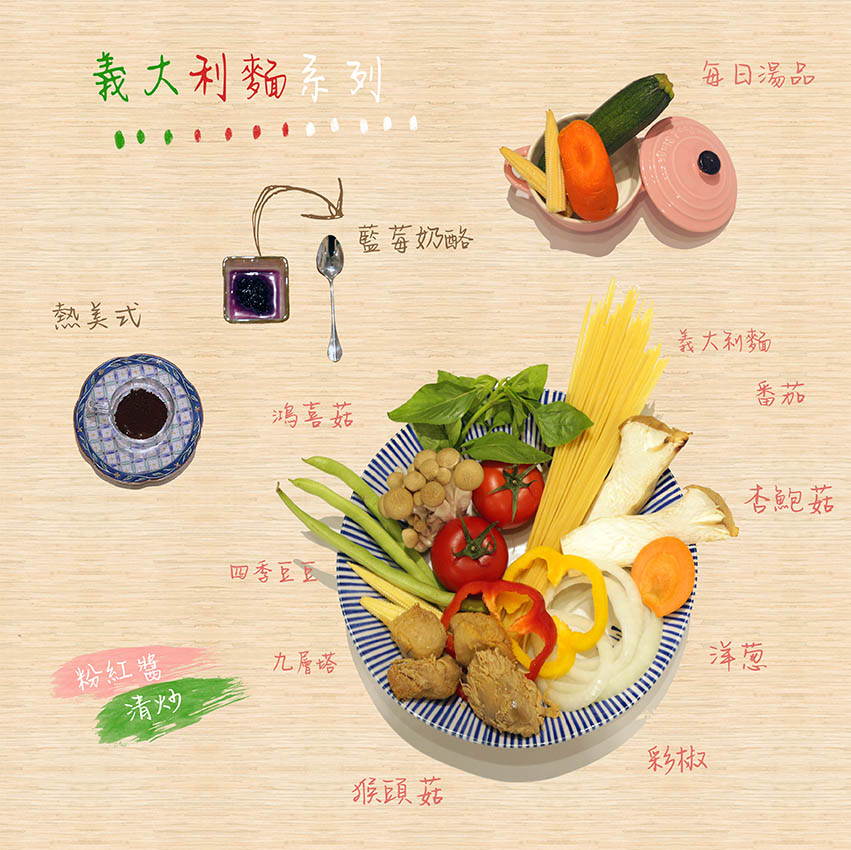 義大利麵系列
每日湯品
藍莓奶酪
熱美式
義大利麵
番茄
鴻喜菇
杏鮑菇
四季豆豆
九層塔
洋葱
粉紅醬
清炒
彩椒
猴頭菇